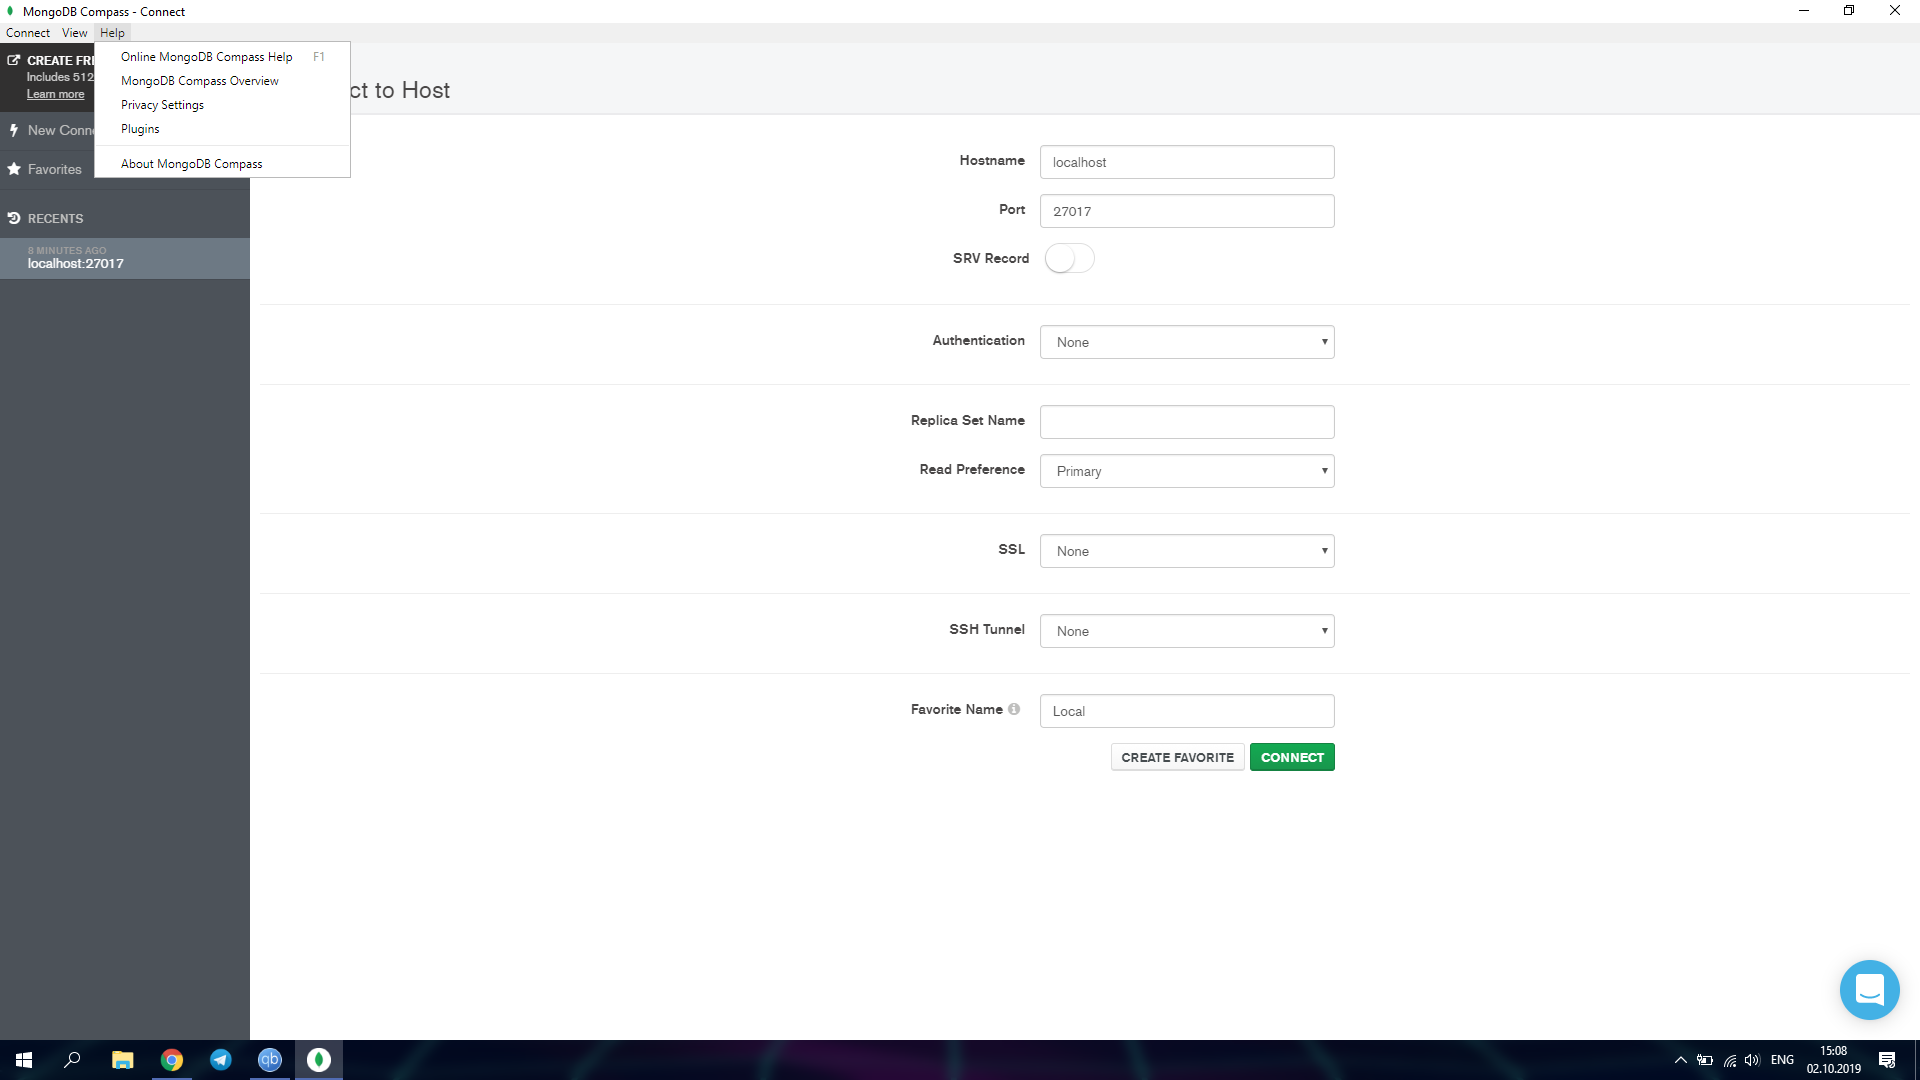 MongoDB Compass - Connect
Connect View Help
CREATE FRE
Includes 512
Learn more
Online MongoDB Compass Help F1
MongoDB Compass Overview
Privacy Settings
Plugins
About MongoDB Compass
ct to Host
New Conne
Favorites
RECENTS
8 MINUTES AGO
localhost:27017
Hostname localhost
Port 27017
SRV Record
Authentication None
Replica Set Name
Read Preference Primary
SSL None
SSH Tunnel None
Favorite Name Local
CREATE FAVORITE CONNECT
qb
ENG
15:08
02.10.2019